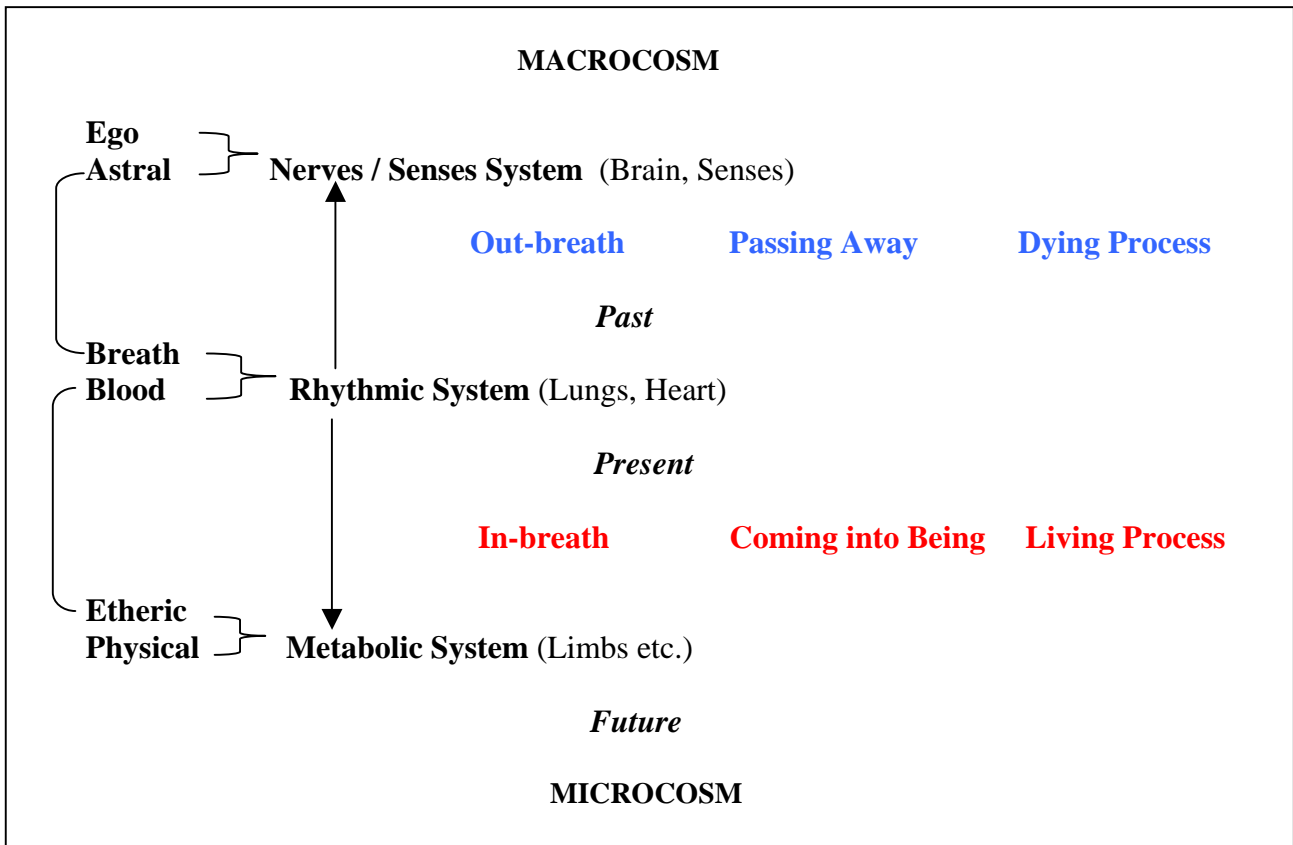 MACROCOSM
Ego
Astral Nerves / Senses System (Brain, Senses)
Out-breath Passing Away Dying Process
Past
Breath
Blood Rhythmic System (Lungs, Heart)
Present
In-breath Coming into Being Living Process
Etheric
Physical Metabolic System (Limbs etc.)
Future
MICROCOSM